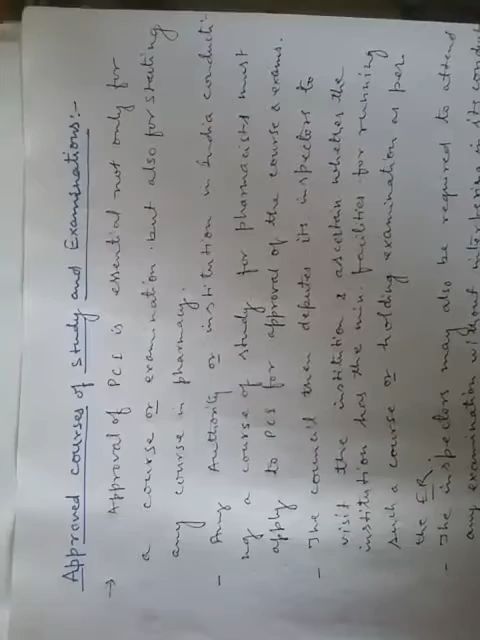 Approved courses of study and Examinations:-
→ Approval of PCI is essential not only for
a course or examination but also for starting
any course in pharmacy.
- Any Authority or institution in India conducti-
ng a course of study for pharmacists must
apply to PCI for approval of the course & exams.
- The council then deputes its inspectors to
visit the institution & ascertain whether the
institution has the min. facilities for running
such a course or holding examination as per
the ER.
- The inspectors may also be required to attend
any examination without interfering in its conduct